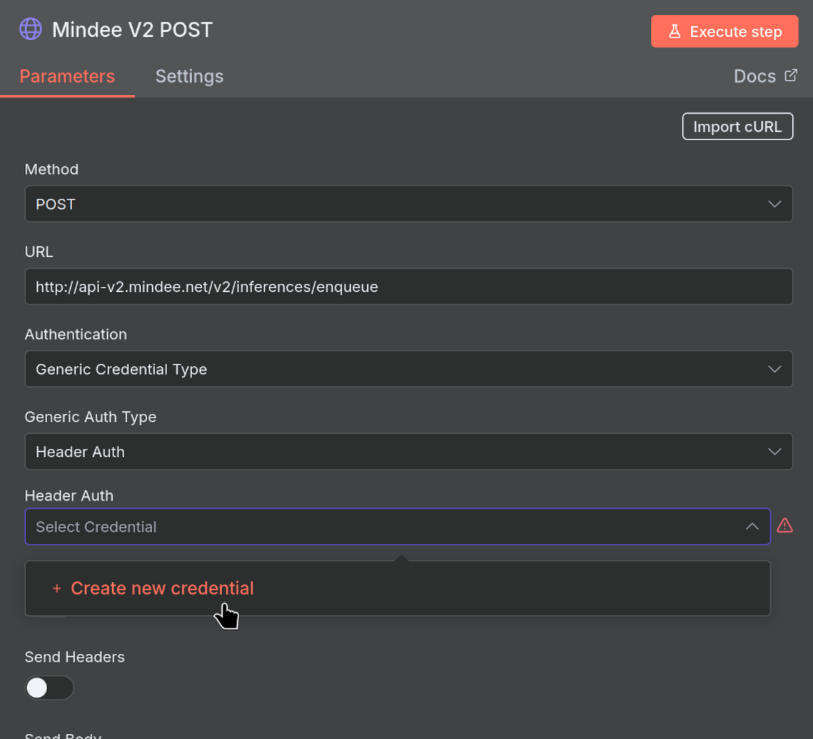 Mindee V2 POST
Execute step
Parameters
Settings
Docs
Import cURL
Method
POST
URL
http://api-v2.mindee.net/v2/inferences/enqueue
Authentication
Generic Credential Type
Generic Auth Type
Header Auth
Header Auth
Select Credential
+ Create new credential
Send Headers
Send Body